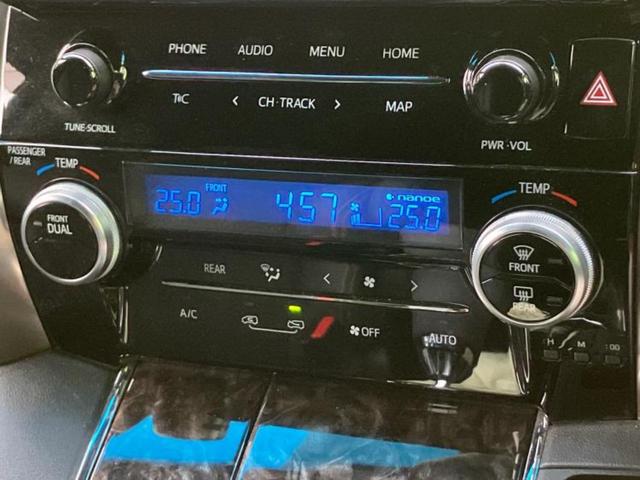 PHONE AUDIO MENU HOME
CH·TRACK MAP
TUNE·SCROLL
PWR·VOL
PASSENGER
/ REAR
TEMP
TEMP
FRONT
nanoe
25.0 4:57 25.0
FRONT
DUAL
FRONT
REAR
REAR
A/C
OFF
AUTO
H M :00